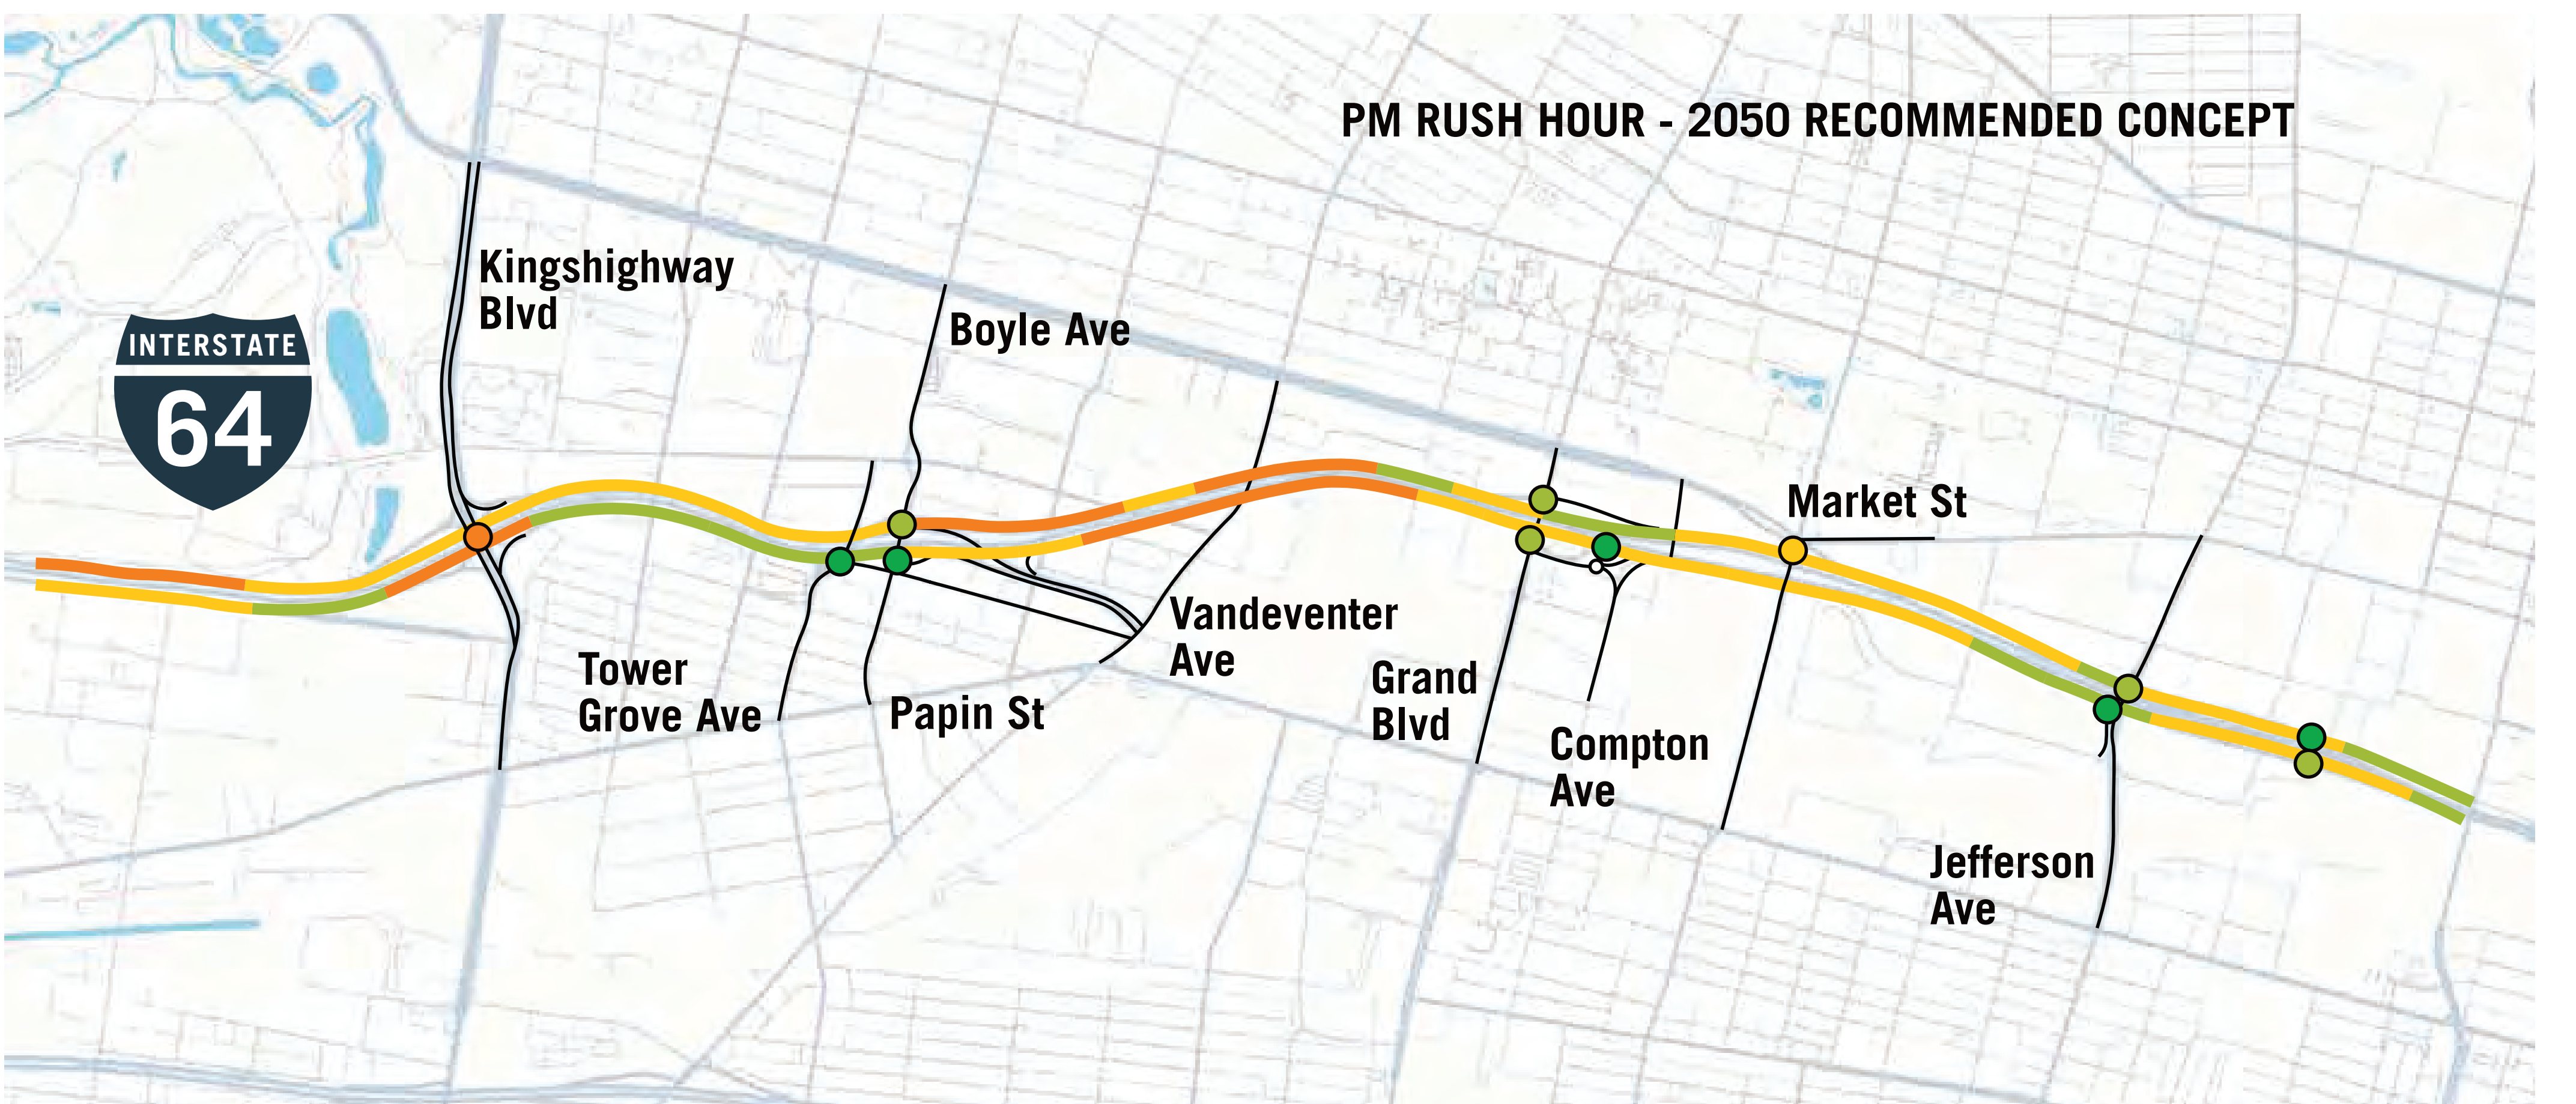 PM RUSH HOUR - 2050 RECOMMENDED CONCEPT
Kingshighway
Blvd
Boyle Ave
INTERSTATE
64
Market St
Vandeventer
Ave
Tower
Grove Ave
Papin St
Grand
Blvd
Compton
Ave
Jefferson
Ave